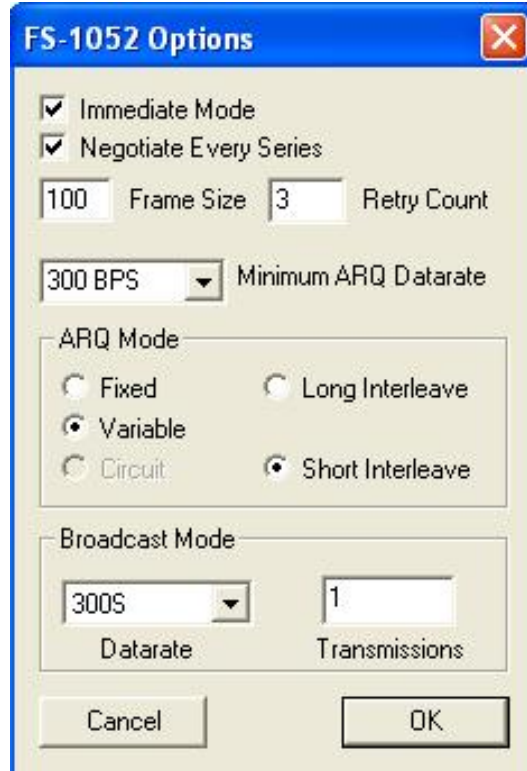 FS-1052 Options
Immediate Mode
Negotiate Every Series
100 Frame Size 3 Retry Count
300 BPS Minimum ARQ Datarate
ARQ Mode
Fixed Long Interleave
Variable
Circuit Short Interleave
Broadcast Mode
300S 1
Datarate Transmissions
Cancel OK